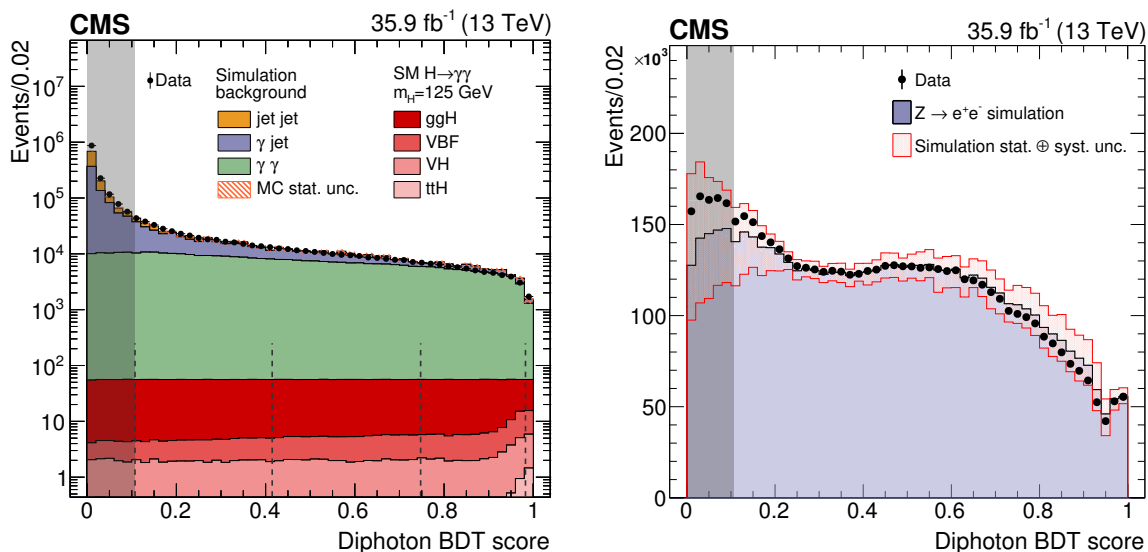 CMS 35.9 fb⁻¹ (13 TeV)
Events/0.02
10⁷
10⁶
10⁵
10⁴
10³
10²
10
1
Data
Simulation
background
jet jet
γ jet
γ γ
MC stat. unc.
SM H→γγ
m_H=125 GeV
ggH
VBF
VH
ttH
0 0.2 0.4 0.6 0.8 1
Diphoton BDT score
CMS 35.9 fb⁻¹ (13 TeV)
×10³
Events/0.02
200
150
100
50
0
Data
Z → e⁺e⁻ simulation
Simulation stat. ⊕ syst. unc.
0 0.2 0.4 0.6 0.8 1
Diphoton BDT score